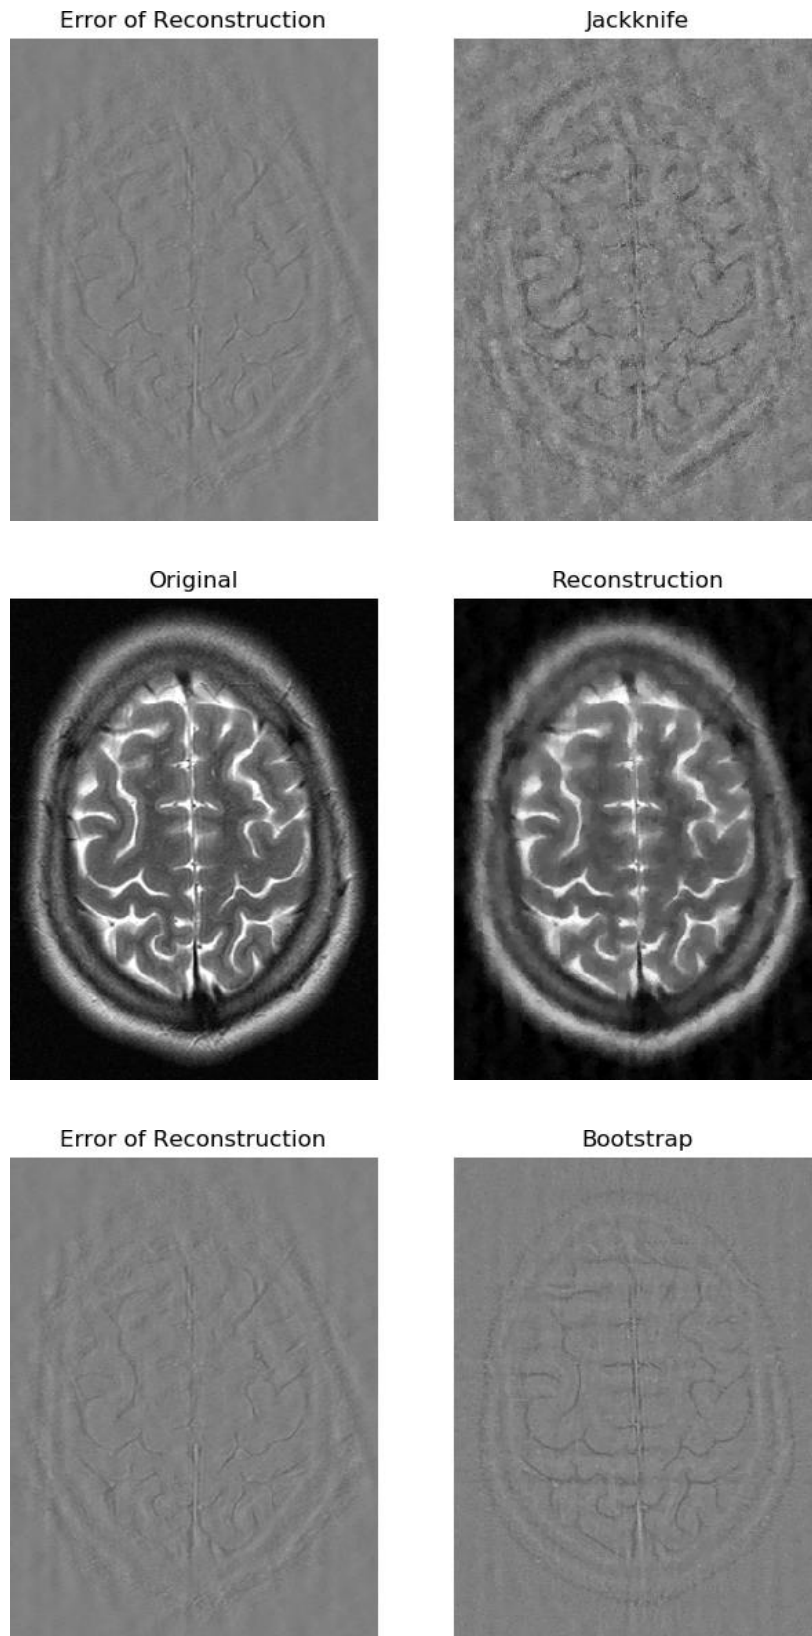 Error of Reconstruction
Jackknife
Original
Reconstruction
Error of Reconstruction
Bootstrap